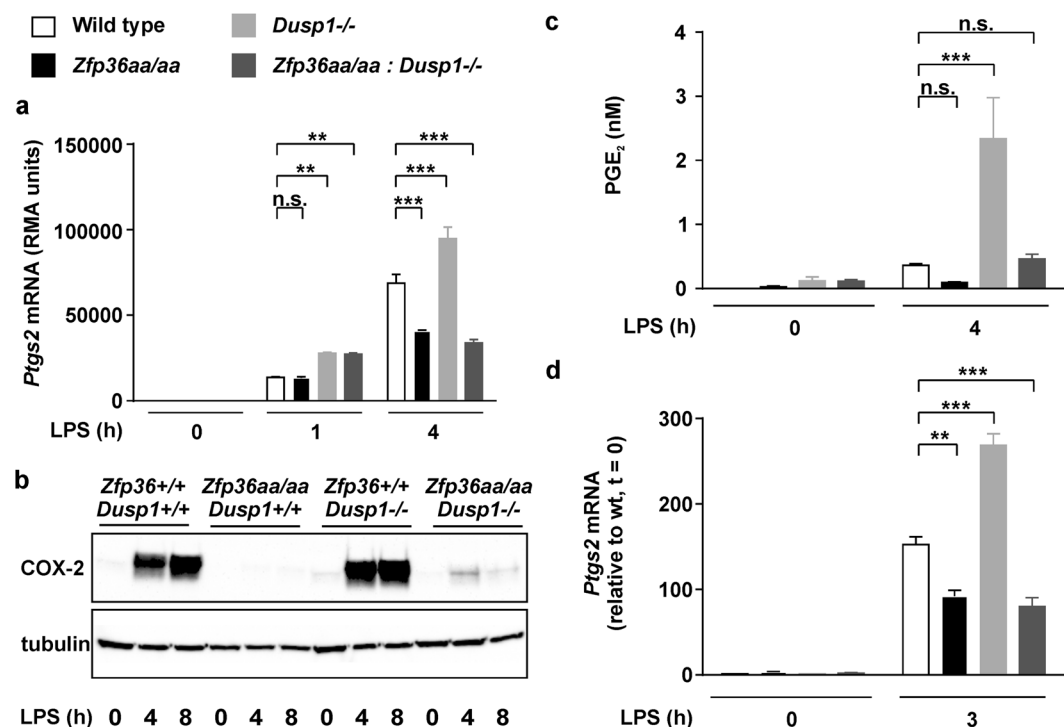 Wild type
Dusp1-/-
Zfp36aa/aa
Zfp36aa/aa : Dusp1-/-
a
Ptgs2 mRNA (RMA units)
150000
100000
50000
0
**
**
n.s.
***
***
***
LPS (h)
0
1
4
b
Zfp36+/+
Dusp1+/+
Zfp36aa/aa
Dusp1+/+
Zfp36+/+
Dusp1-/-
Zfp36aa/aa
Dusp1-/-
COX-2
tubulin
LPS (h)
0 4 8 0 4 8 0 4 8 0 4 8
c
PGE₂ (nM)
4
3
2
1
0
n.s.
***
n.s.
LPS (h)
0
4
d
Ptgs2 mRNA
(relative to wt, t = 0)
300
200
100
0
***
***
**
LPS (h)
0
3